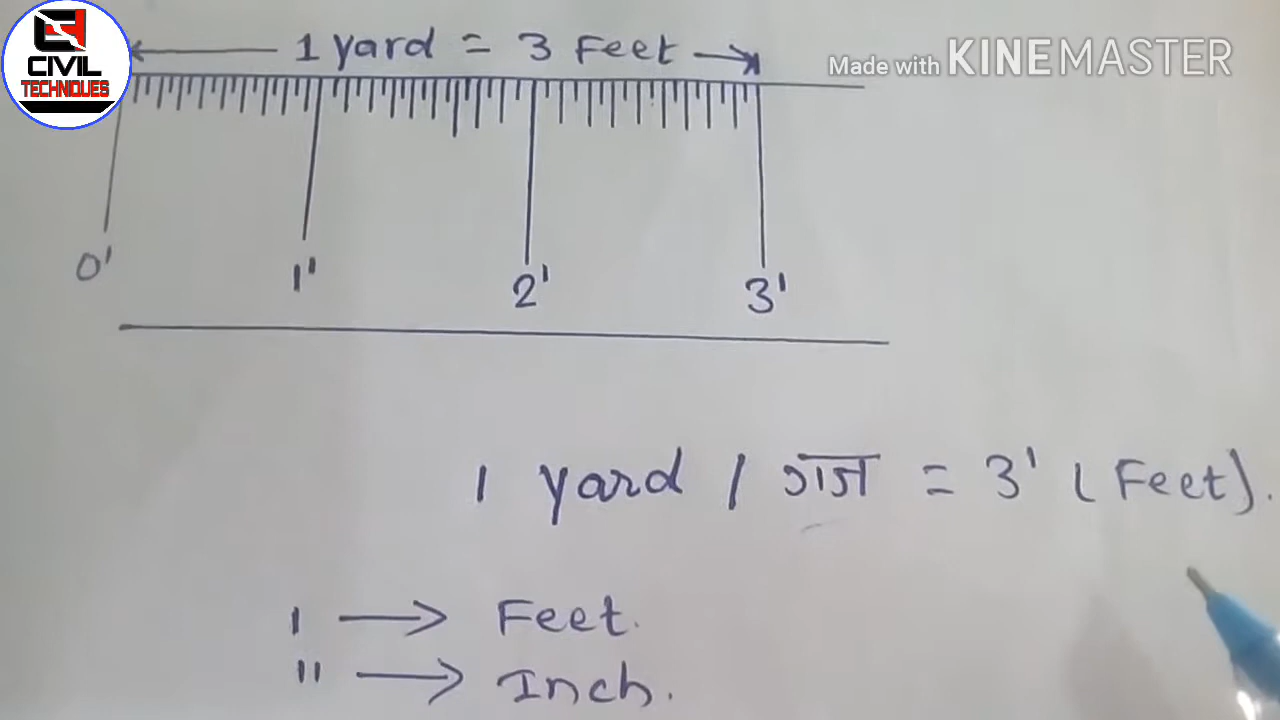 CIVIL
TECHNIQUES
1 yard = 3 Feet
Made with KINEMASTER
0' 1' 2' 3'
1 yard / गज = 3' (Feet).
' → Feet.
" → Inch.